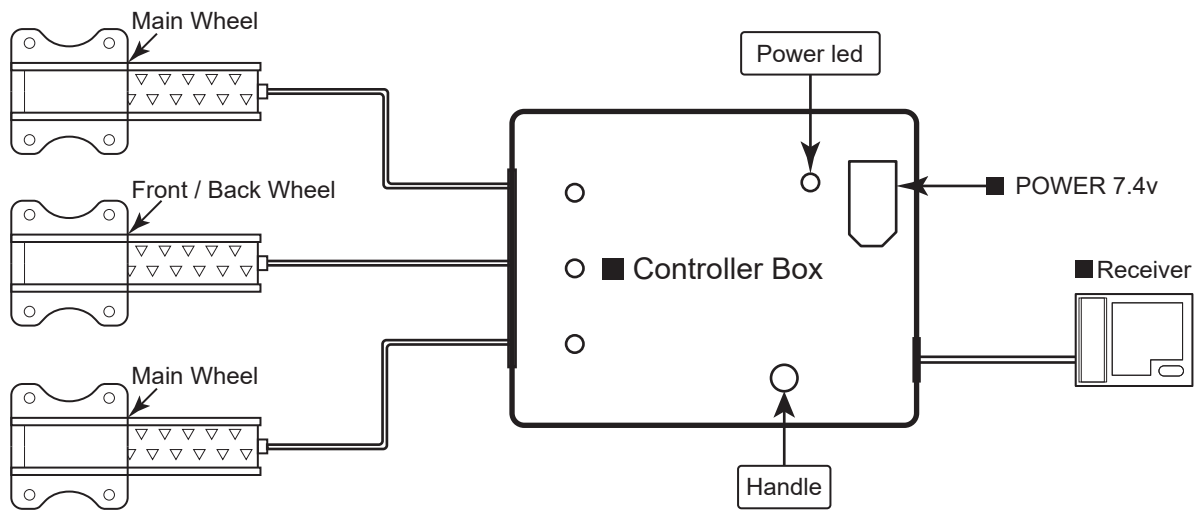 Main Wheel
Power led
Front / Back Wheel
■ POWER 7.4v
■ Controller Box
■ Receiver
Main Wheel
Handle